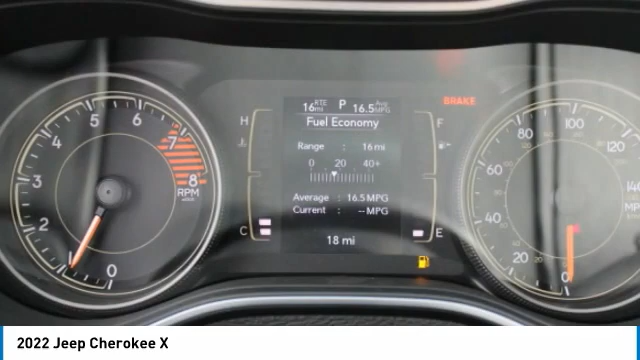 16 RTE mi P 16.5 Avg MPG
BRAKE
Fuel Economy
Range : 16 mi
0 20 40+
Average : 16.5 MPG
Current : -- MPG
18 mi
H
C
F
E
0 1 2 3 4 5 6 7 8
RPM
0 20 40 60 80 100 120 140
MP
2022 Jeep Cherokee X